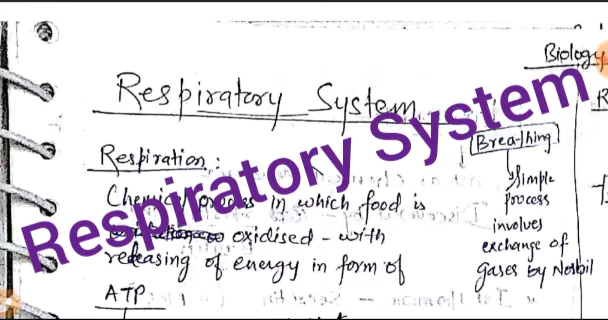 Biology
Respiratory System
Respiratory System
Respiration :
Chemical process in which food is
oxidised - with
releasing of energy in form of
ATP
Breathing
Simple
process
involves
exchange of
gases by Nostril
R